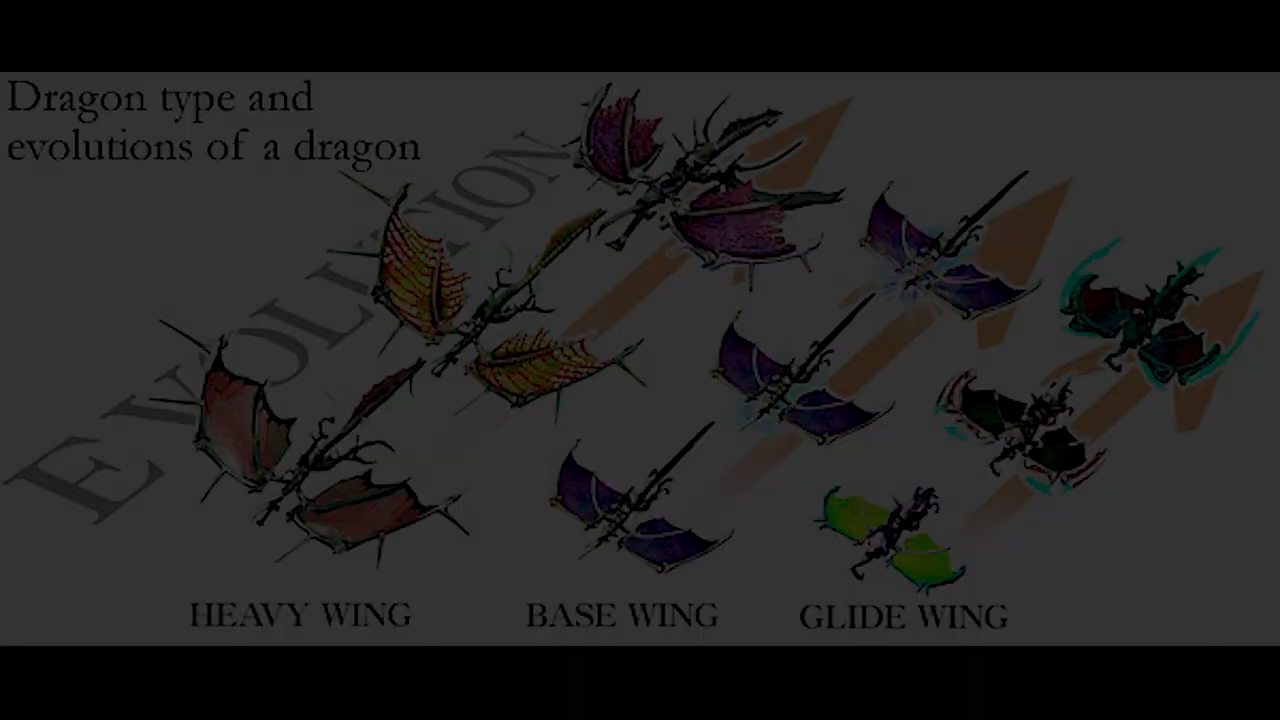 Dragon type and
evolutions of a dragon
EVOLUTION
HEAVY WING
BASE WING
GLIDE WING